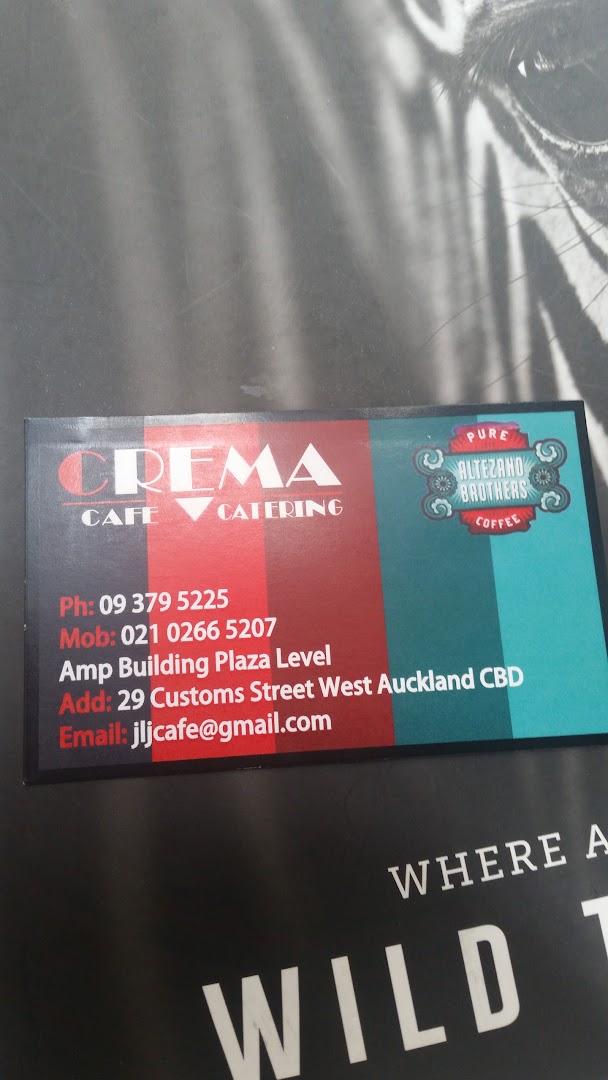 CREMA
CAFE CATERING
PURE
ALTEZANO
BROTHERS
COFFEE
Ph: 09 379 5225
Mob: 021 0266 5207
Amp Building Plaza Level
Add: 29 Customs Street West Auckland CBD
Email: jljcafe@gmail.com
WHERE A
WILD T